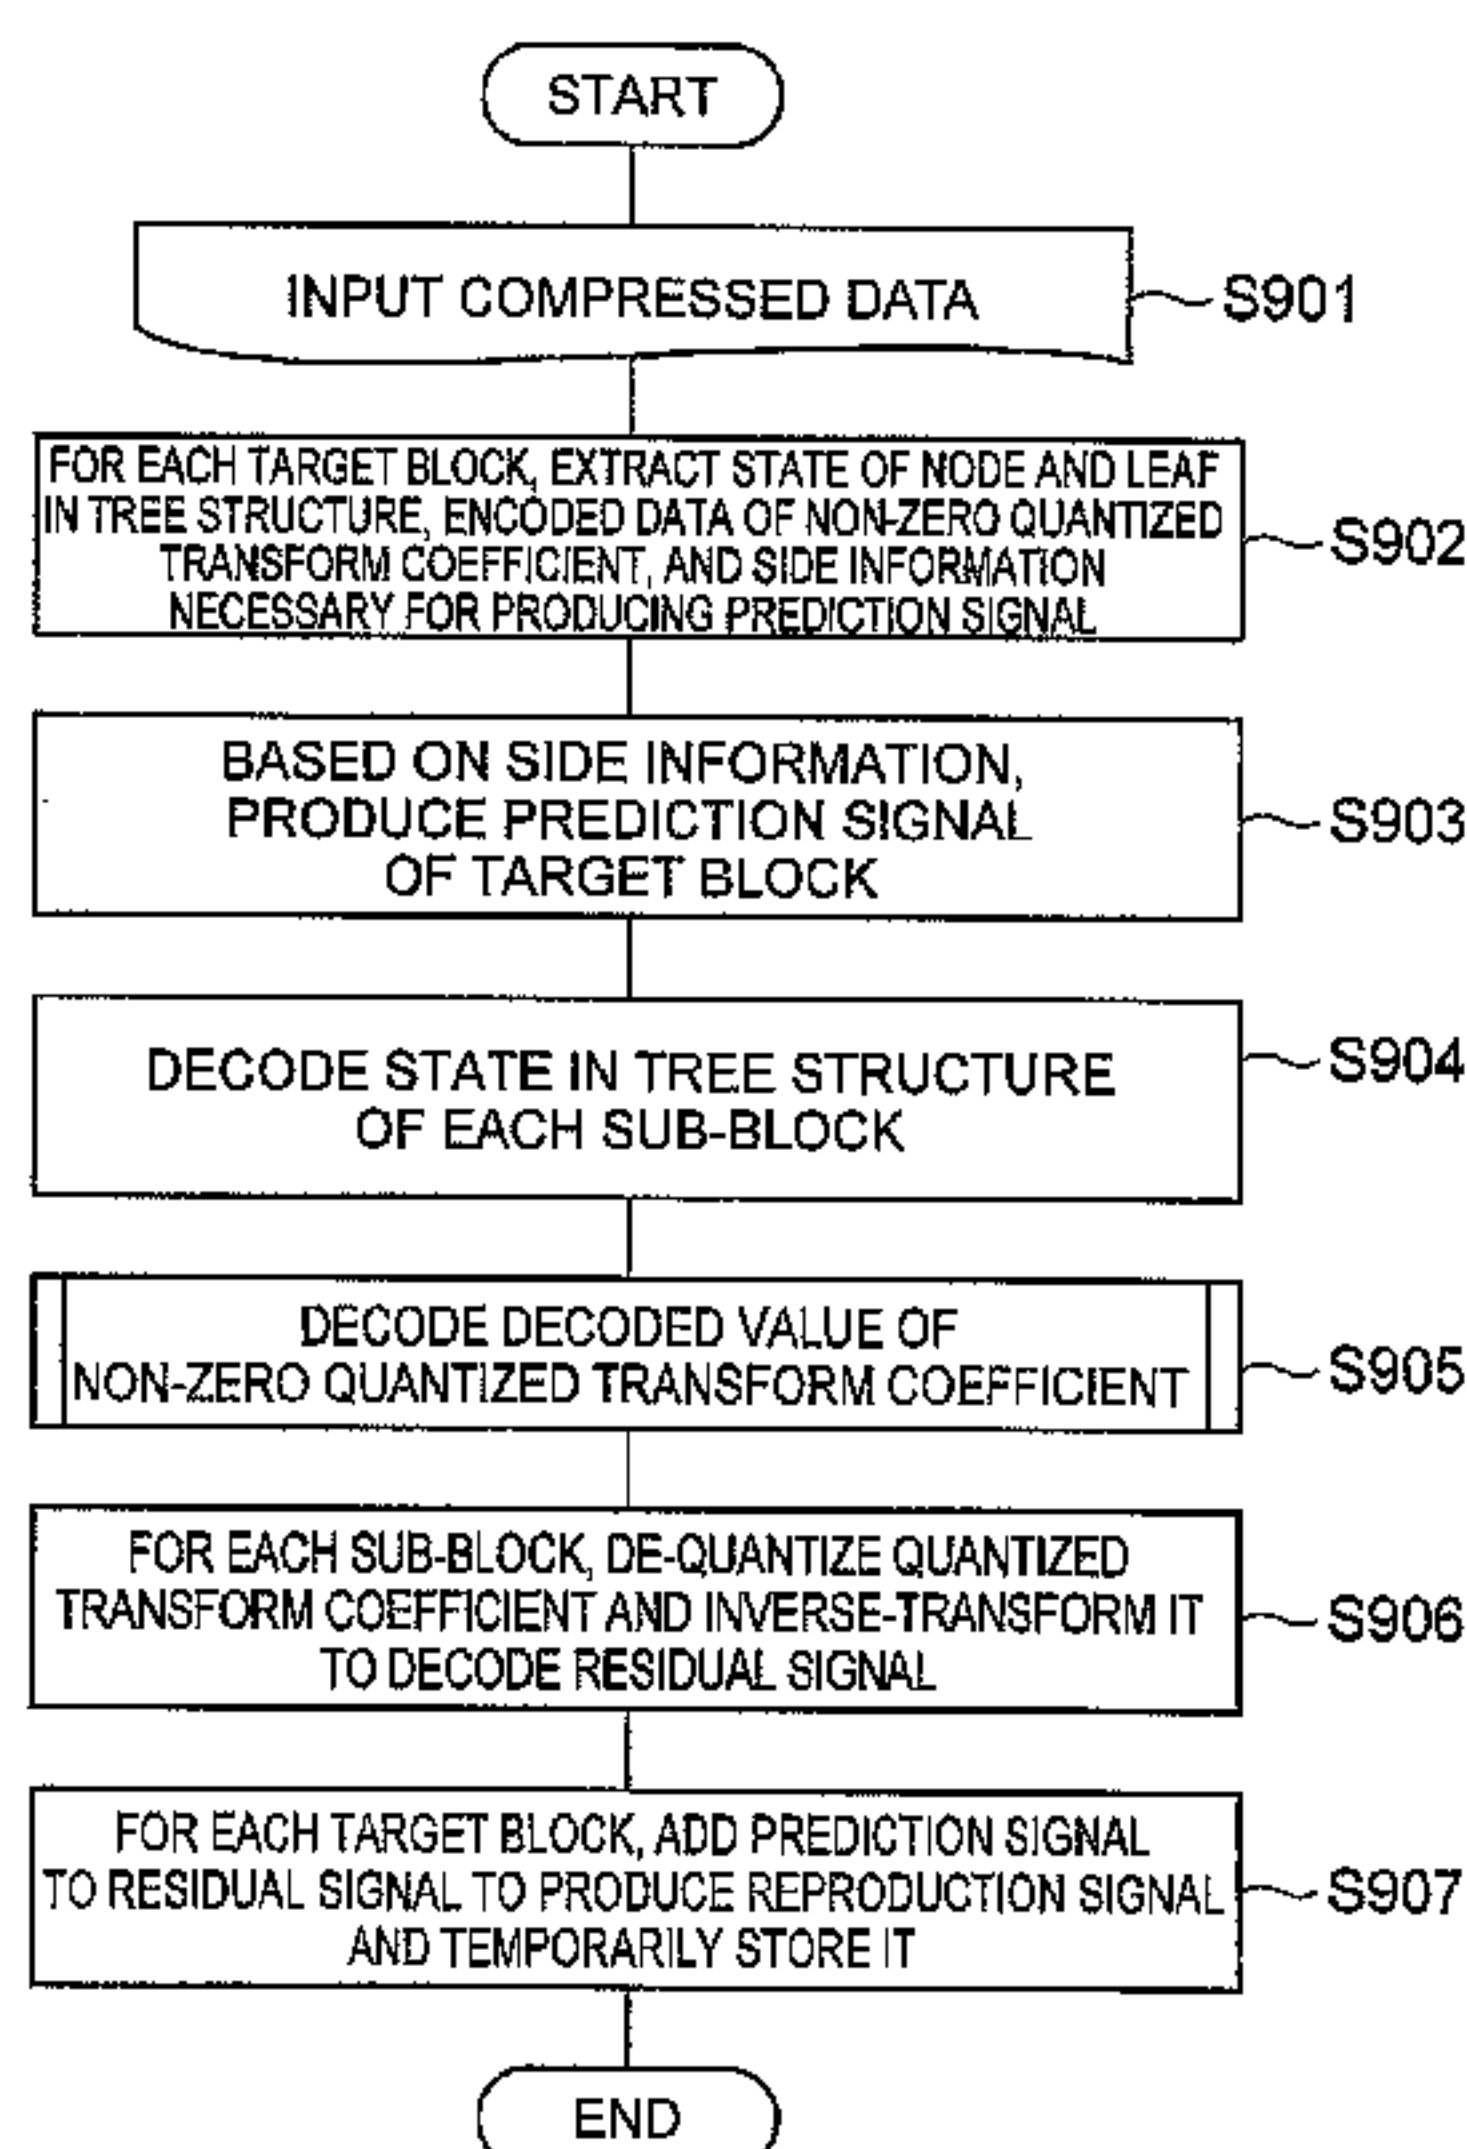 START
INPUT COMPRESSED DATA
S901
FOR EACH TARGET BLOCK, EXTRACT STATE OF NODE AND LEAF
IN TREE STRUCTURE, ENCODED DATA OF NON-ZERO QUANTIZED
TRANSFORM COEFFICIENT, AND SIDE INFORMATION
NECESSARY FOR PRODUCING PREDICTION SIGNAL
S902
BASED ON SIDE INFORMATION,
PRODUCE PREDICTION SIGNAL
OF TARGET BLOCK
S903
DECODE STATE IN TREE STRUCTURE
OF EACH SUB-BLOCK
S904
DECODE DECODED VALUE OF
NON-ZERO QUANTIZED TRANSFORM COEFFICIENT
S905
FOR EACH SUB-BLOCK, DE-QUANTIZE QUANTIZED
TRANSFORM COEFFICIENT AND INVERSE-TRANSFORM IT
TO DECODE RESIDUAL SIGNAL
S906
FOR EACH TARGET BLOCK, ADD PREDICTION SIGNAL
TO RESIDUAL SIGNAL TO PRODUCE REPRODUCTION SIGNAL
AND TEMPORARILY STORE IT
S907
END